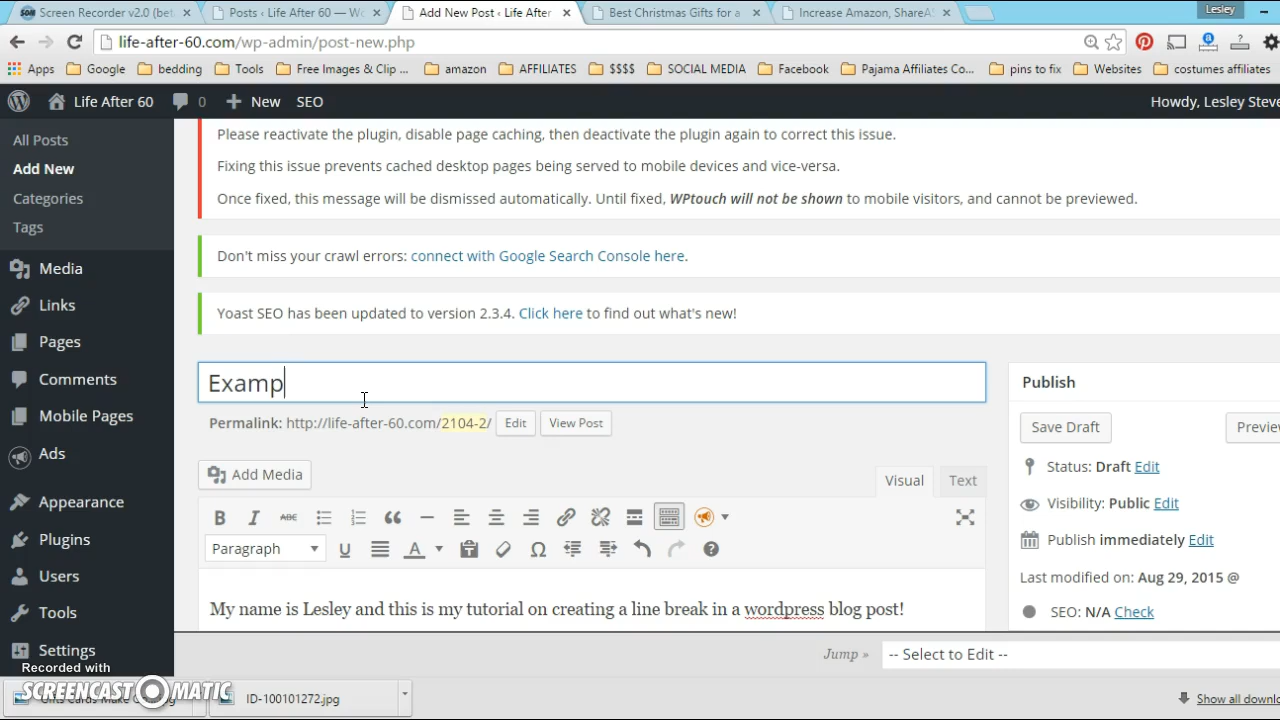 Screen Recorder v2.0 (bet
Posts ‹ Life After 60 — Wo
Add New Post ‹ Life After
Best Christmas Gifts for a
Increase Amazon, ShareAS
Lesley
life-after-60.com/wp-admin/post-new.php
Apps
Google
bedding
Tools
Free Images & Clip ...
amazon
AFFILIATES
$$$$
SOCIAL MEDIA
Facebook
Pajama Affiliates Co...
pins to fix
Websites
costumes affiliates
Life After 60
0
New
SEO
Howdy, Lesley Steve
All Posts
Add New
Categories
Tags
Media
Links
Pages
Comments
Mobile Pages
Ads
Appearance
Plugins
Users
Tools
Settings
Please reactivate the plugin, disable page caching, then deactivate the plugin again to correct this issue.
Fixing this issue prevents cached desktop pages being served to mobile devices and vice-versa.
Once fixed, this message will be dismissed automatically. Until fixed, WPtouch will not be shown to mobile visitors, and cannot be previewed.
Don't miss your crawl errors: connect with Google Search Console here.
Yoast SEO has been updated to version 2.3.4. Click here to find out what's new!
Examp
Permalink: http://life-after-60.com/2104-2/ Edit View Post
Add Media
Visual Text
B I ABC
Paragraph U A Ω
My name is Lesley and this is my tutorial on creating a line break in a wordpress blog post!
Publish
Save Draft Preview
Status: Draft Edit
Visibility: Public Edit
Publish immediately Edit
Last modified on: Aug 29, 2015 @
SEO: N/A Check
Jump » -- Select to Edit --
Recorded with
SCREENCAST MATIC
ID-100101272.jpg
Show all downlo